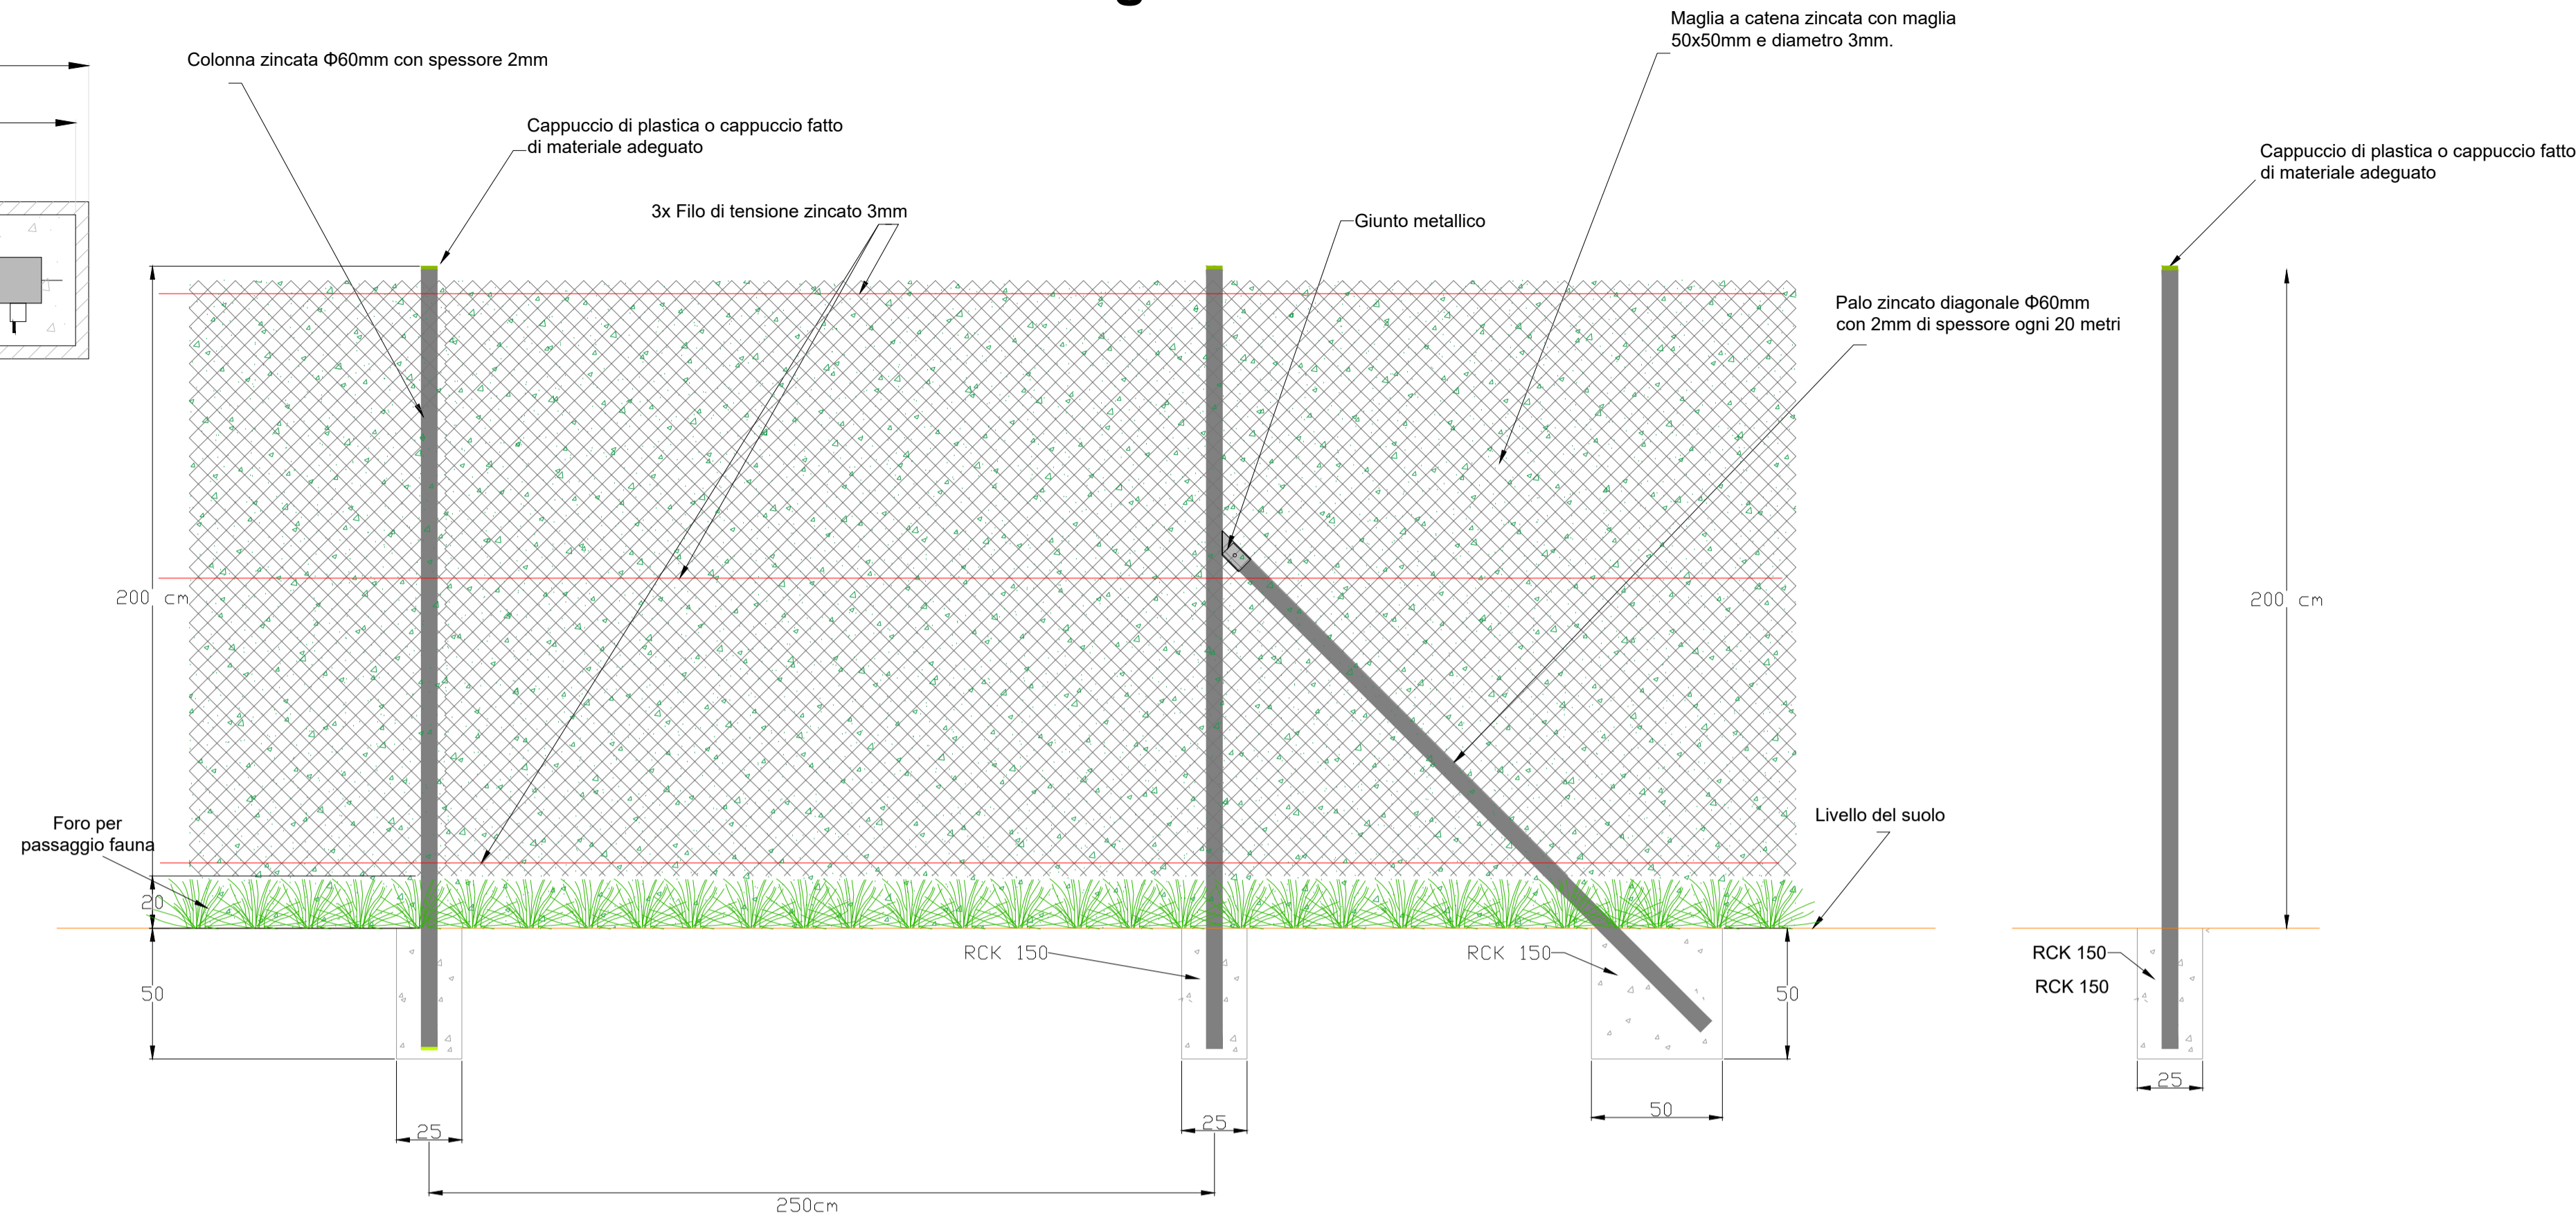 Maglia a catena zincata con maglia
50x50mm e diametro 3mm.
Colonna zincata Φ60mm con spessore 2mm
Cappuccio di plastica o cappuccio fatto
di materiale adeguato
Cappuccio di plastica o cappuccio fatto
di materiale adeguato
3x Filo di tensione zincato 3mm
Giunto metallico
Palo zincato diagonale Φ60mm
con 2mm di spessore ogni 20 metri
200 cm
200 cm
Foro per
passaggio fauna
Livello del suolo
20
RCK 150
RCK 150
RCK 150
RCK 150
50
50
25
25
50
25
250cm